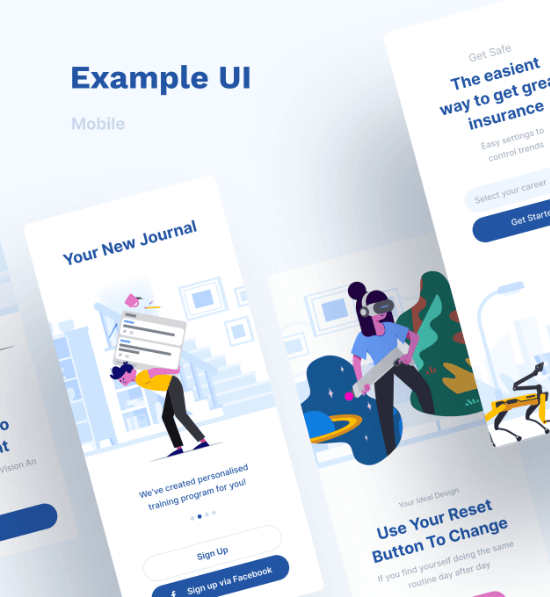 Example UI
Mobile
Get Safe
The easient
way to get grea
insurance
Easy settings to
control trends
Select your career
Get Starte
Your New Journal
We've created personalised
training program for you!
Sign Up
Sign up via Facebook
Vision An
Your Ideal Design
Use Your Reset
Button To Change
If you find yourself doing the same
routine day after day